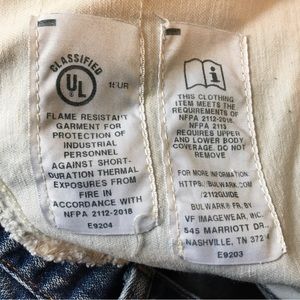 CLASSIFIED
UL
FLAME RESISTANT
GARMENT FOR
PROTECTION OF
INDUSTRIAL
PERSONNEL
AGAINST SHORT-
DURATION THERMAL
EXPOSURES FROM
FIRE IN
ACCORDANCE WITH
NFPA 2112-2018
E9204
THIS CLOTHING
ITEM MEETS THE
REQUIREMENTS OF
NFPA 2112-2018.
NFPA 2113
REQUIRES UPPER
AND LOWER BODY
COVERAGE. DO NOT
REMOVE.
FOR MORE INFORMATION:
HTTPS://BULWARK.COM
/2112GUIDE
BULWARK® FR, BY
VF IMAGEWEAR, INC.
545 MARRIOTT DR.,
NASHVILLE, TN
E9203